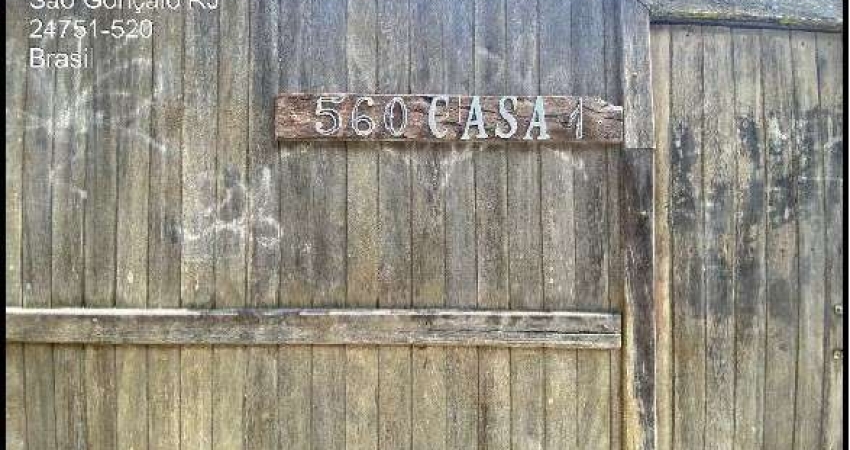 São Gonçalo RJ
24751-520
Brasil
560 CASA 1